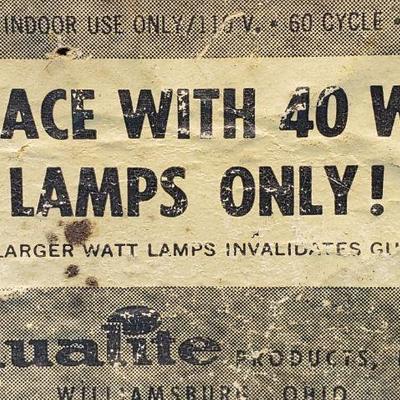 INDOOR USE ONLY/115 V. • 60 CYCLE •
ACE WITH 40 W
LAMPS ONLY!
LARGER WATT LAMPS INVALIDATES GU
ualite PRODUCTS,
WILLIAMSBURG, OHIO